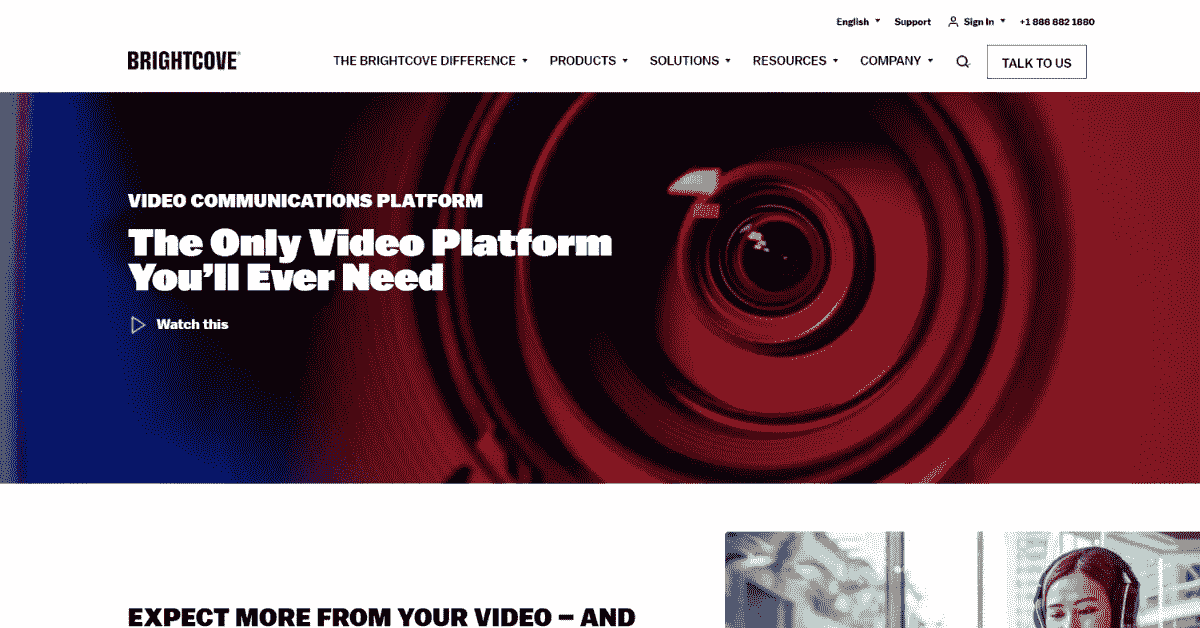 English
Support
Sign In
+1 888 882 1880
BRIGHTCOVE
THE BRIGHTCOVE DIFFERENCE
PRODUCTS
SOLUTIONS
RESOURCES
COMPANY
TALK TO US
VIDEO COMMUNICATIONS PLATFORM
The Only Video Platform
You'll Ever Need
Watch this
EXPECT MORE FROM YOUR VIDEO – AND